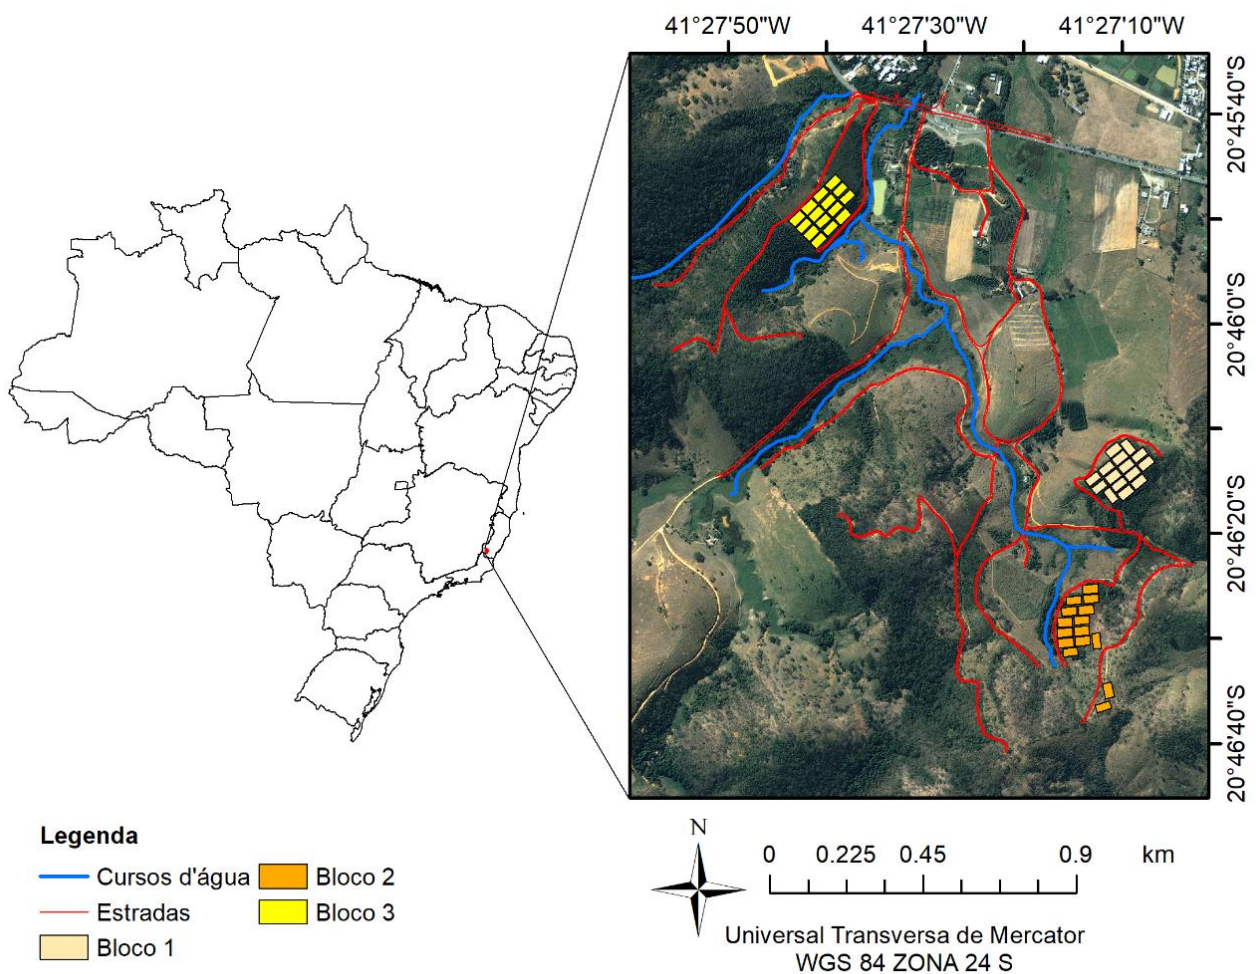 41°27'50"W 41°27'30"W 41°27'10"W
20°45'40"S
20°46'0"S
20°46'20"S
20°46'40"S
Legenda
Cursos d'água
Estradas
Bloco 1
Bloco 2
Bloco 3
N
0 0.225 0.45 0.9 km
Universal Transversa de Mercator
WGS 84 ZONA 24 S